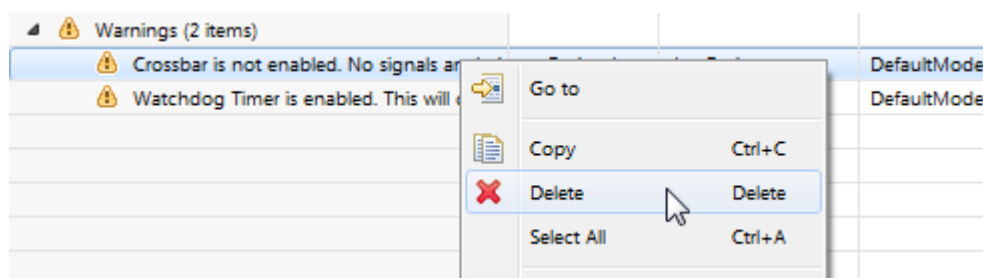 Warnings (2 items)
Crossbar is not enabled. No signals
DefaultMode
Go to
Watchdog Timer is enabled. This will
DefaultMode
Copy Ctrl+C
Delete Delete
Select All Ctrl+A